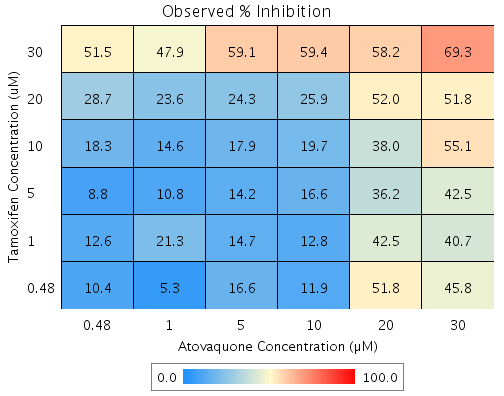 Observed % Inhibition
Tamoxifen Concentration (uM)
30 51.5 47.9 59.1 59.4 58.2 69.3
20 28.7 23.6 24.3 25.9 52.0 51.8
10 18.3 14.6 17.9 19.7 38.0 55.1
5 8.8 10.8 14.2 16.6 36.2 42.5
1 12.6 21.3 14.7 12.8 42.5 40.7
0.48 10.4 5.3 16.6 11.9 51.8 45.8
0.48 1 5 10 20 30
Atovaquone Concentration (µM)
0.0 100.0